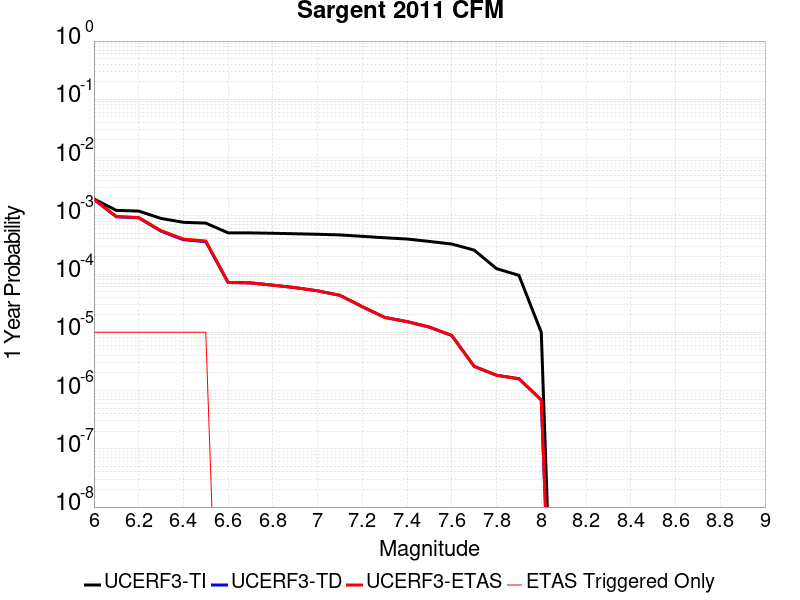 Sargent 2011 CFM
10^0
10^-1
10^-2
10^-3
10^-4
10^-5
10^-6
10^-7
10^-8
1 Year Probability
6 6.2 6.4 6.6 6.8 7 7.2 7.4 7.6 7.8 8 8.2 8.4 8.6 8.8 9
Magnitude
UCERF3-TI UCERF3-TD UCERF3-ETAS ETAS Triggered Only